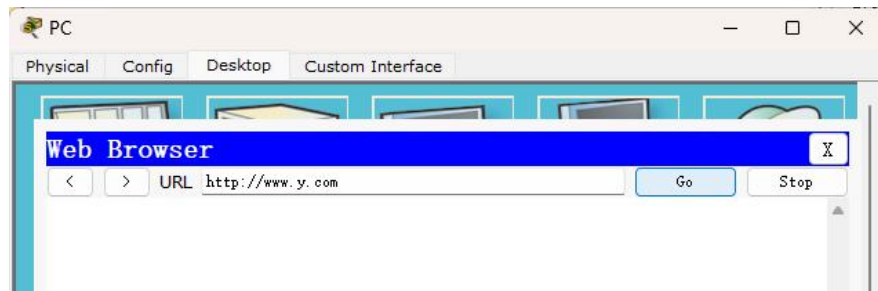 PC
Physical Config Desktop Custom Interface
Web Browser X
< > URL http://www.y.com Go Stop